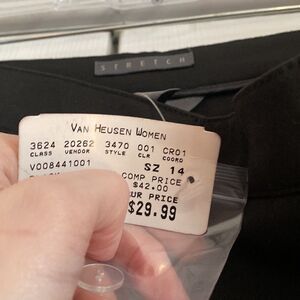 STRETCH
VAN HEUSEN WOMEN
3624 20262 3470 001 CR01
CLASS VENDOR STYLE CLR COORD
V008441001
SZ 14
COMP PRICE
$42.00
UR PRICE
$29.99